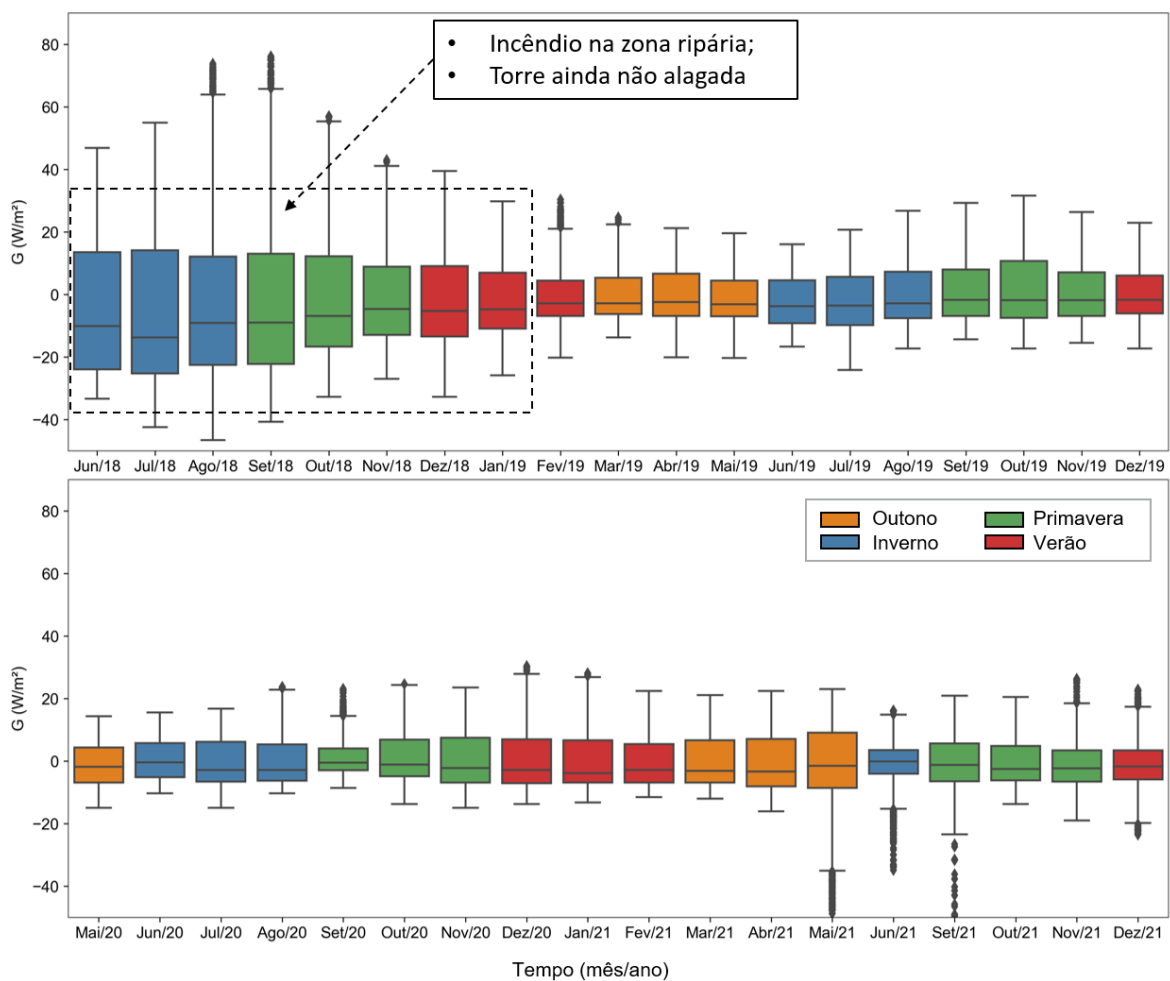 80
60
40
20
0
−20
−40
G (W/m²)
• Incêndio na zona ripária;
• Torre ainda não alagada
Jun/18 Jul/18 Ago/18 Set/18 Out/18 Nov/18 Dez/18 Jan/19 Fev/19 Mar/19 Abr/19 Mai/19 Jun/19 Jul/19 Ago/19 Set/19 Out/19 Nov/19 Dez/19
80
60
40
20
0
−20
−40
G (W/m²)
Outono Primavera
Inverno Verão
Mai/20 Jun/20 Jul/20 Ago/20 Set/20 Out/20 Nov/20 Dez/20 Jan/21 Fev/21 Mar/21 Abr/21 Mai/21 Jun/21 Set/21 Out/21 Nov/21 Dez/21
Tempo (mês/ano)